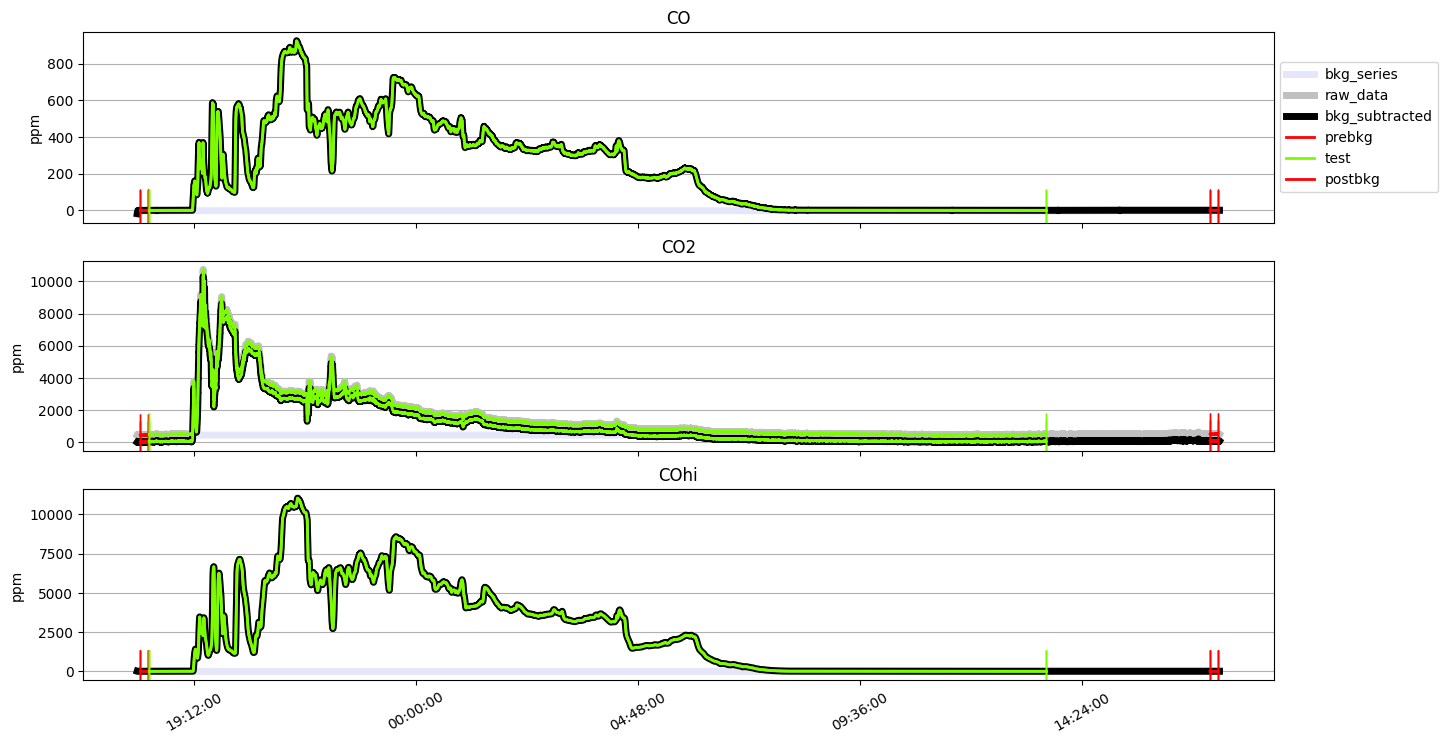 CO
800
600
400
200
0
ppm
bkg_series
raw_data
bkg_subtracted
prebkg
test
postbkg
CO2
10000
8000
6000
4000
2000
0
ppm
COhi
10000
7500
5000
2500
0
ppm
19:12:00
00:00:00
04:48:00
09:36:00
14:24:00